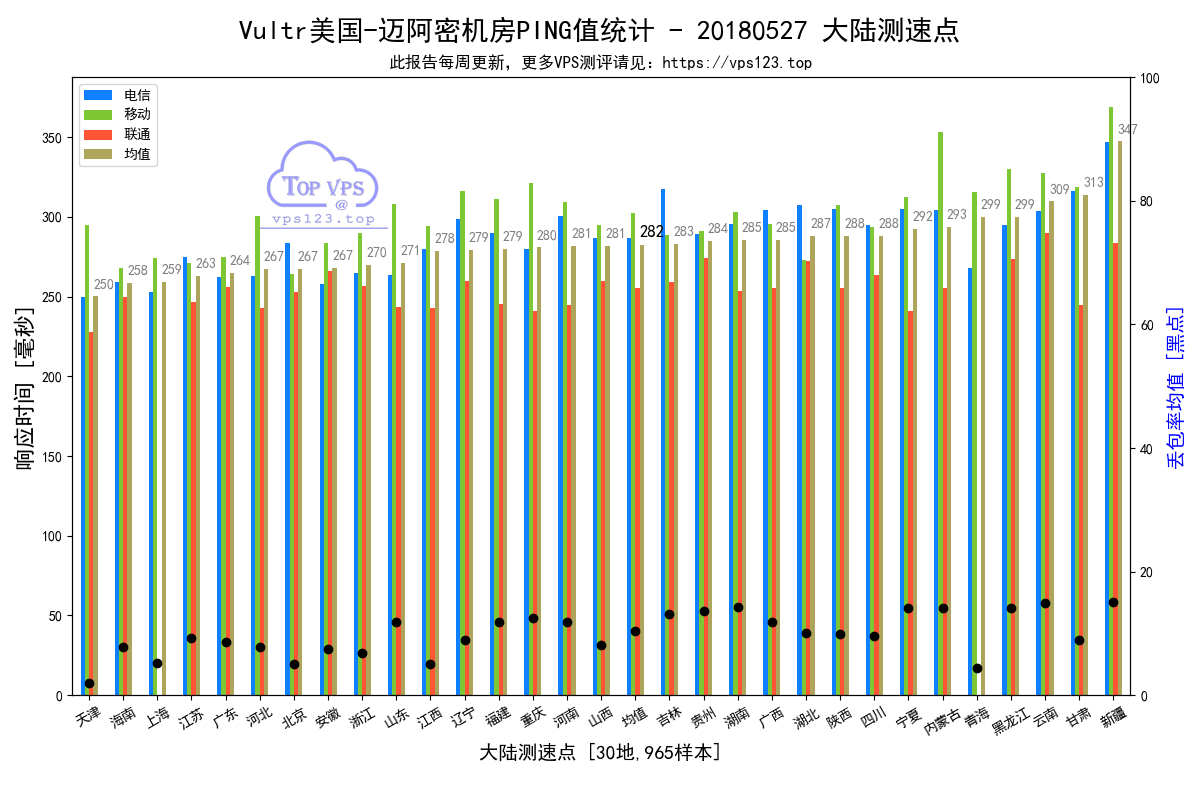 Vultr美国-迈阿密机房PING值统计 - 20180527 大陆测速点
此报告每周更新，更多VPS测评请见：https://vps123.top
电信
移动
联通
均值
TOP VPS
@
vps123.top
响应时间 [毫秒]
350
300
250
200
150
100
50
0
250 258 259 263 264 267 267 267 270 271 278 279 279 280 281 281 282 283 284 285 285 287 288 288 292 293 299 299 309 313 347
100
80
60
40
20
0
丢包率均值 [黑点]
天津 海南 上海 江苏 广东 河北 北京 安徽 浙江 山东 江西 辽宁 福建 重庆 河南 山西 均值 吉林 贵州 湖南 广西 湖北 陕西 四川 宁夏 内蒙古 青海 黑龙江 云南 甘肃 新疆
大陆测速点 [30地,965样本]